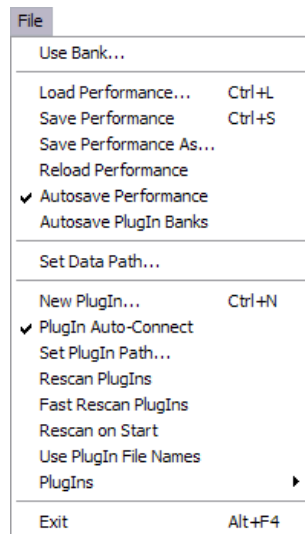 File
Use Bank...
Load Performance... Ctrl+L
Save Performance Ctrl+S
Save Performance As...
Reload Performance
Autosave Performance
Autosave PlugIn Banks
Set Data Path...
New PlugIn... Ctrl+N
PlugIn Auto-Connect
Set PlugIn Path...
Rescan PlugIns
Fast Rescan PlugIns
Rescan on Start
Use PlugIn File Names
PlugIns
Exit Alt+F4